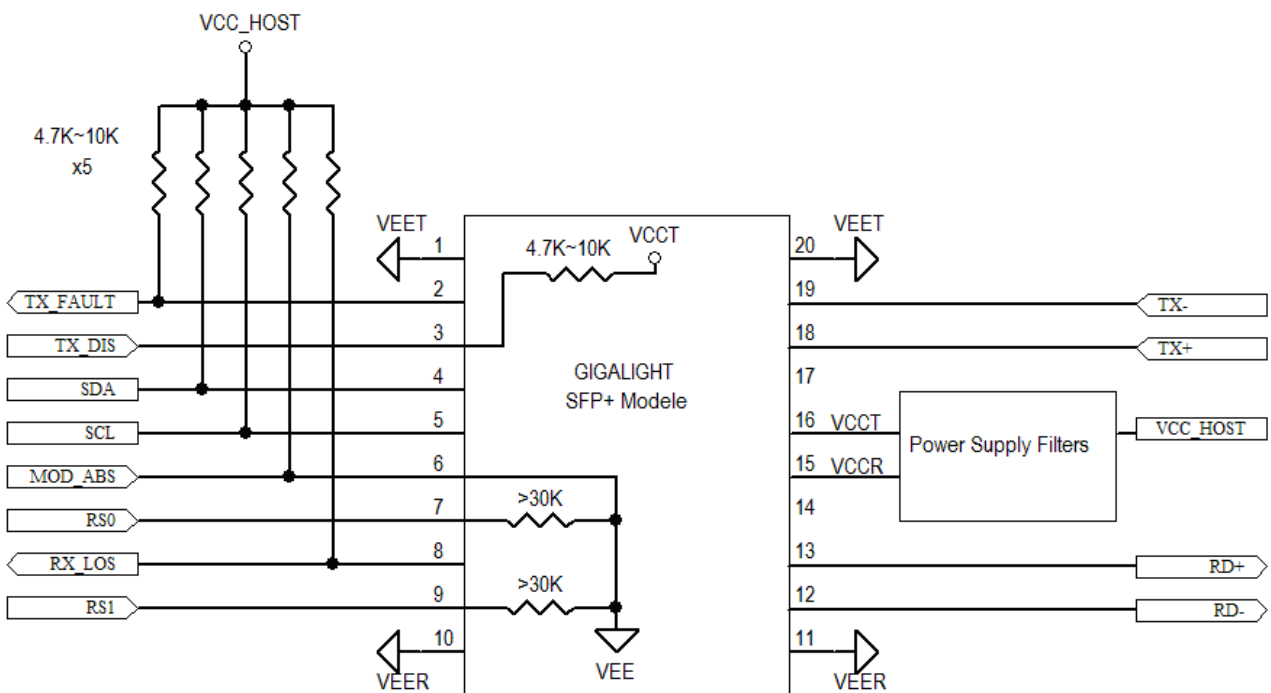 VCC_HOST
4.7K~10K
x5
VEET
1
4.7K~10K
VCCT
20
VEET
TX_FAULT
2
19
TX-
TX_DIS
3
18
TX+
SDA
4
GIGALIGHT
SFP+ Modele
17
SCL
5
16
VCCT
Power Supply Filters
VCC_HOST
MOD_ABS
6
15
VCCR
RS0
7
>30K
14
RX_LOS
8
13
RD+
RS1
9
>30K
12
RD-
10
VEER
VEE
11
VEER